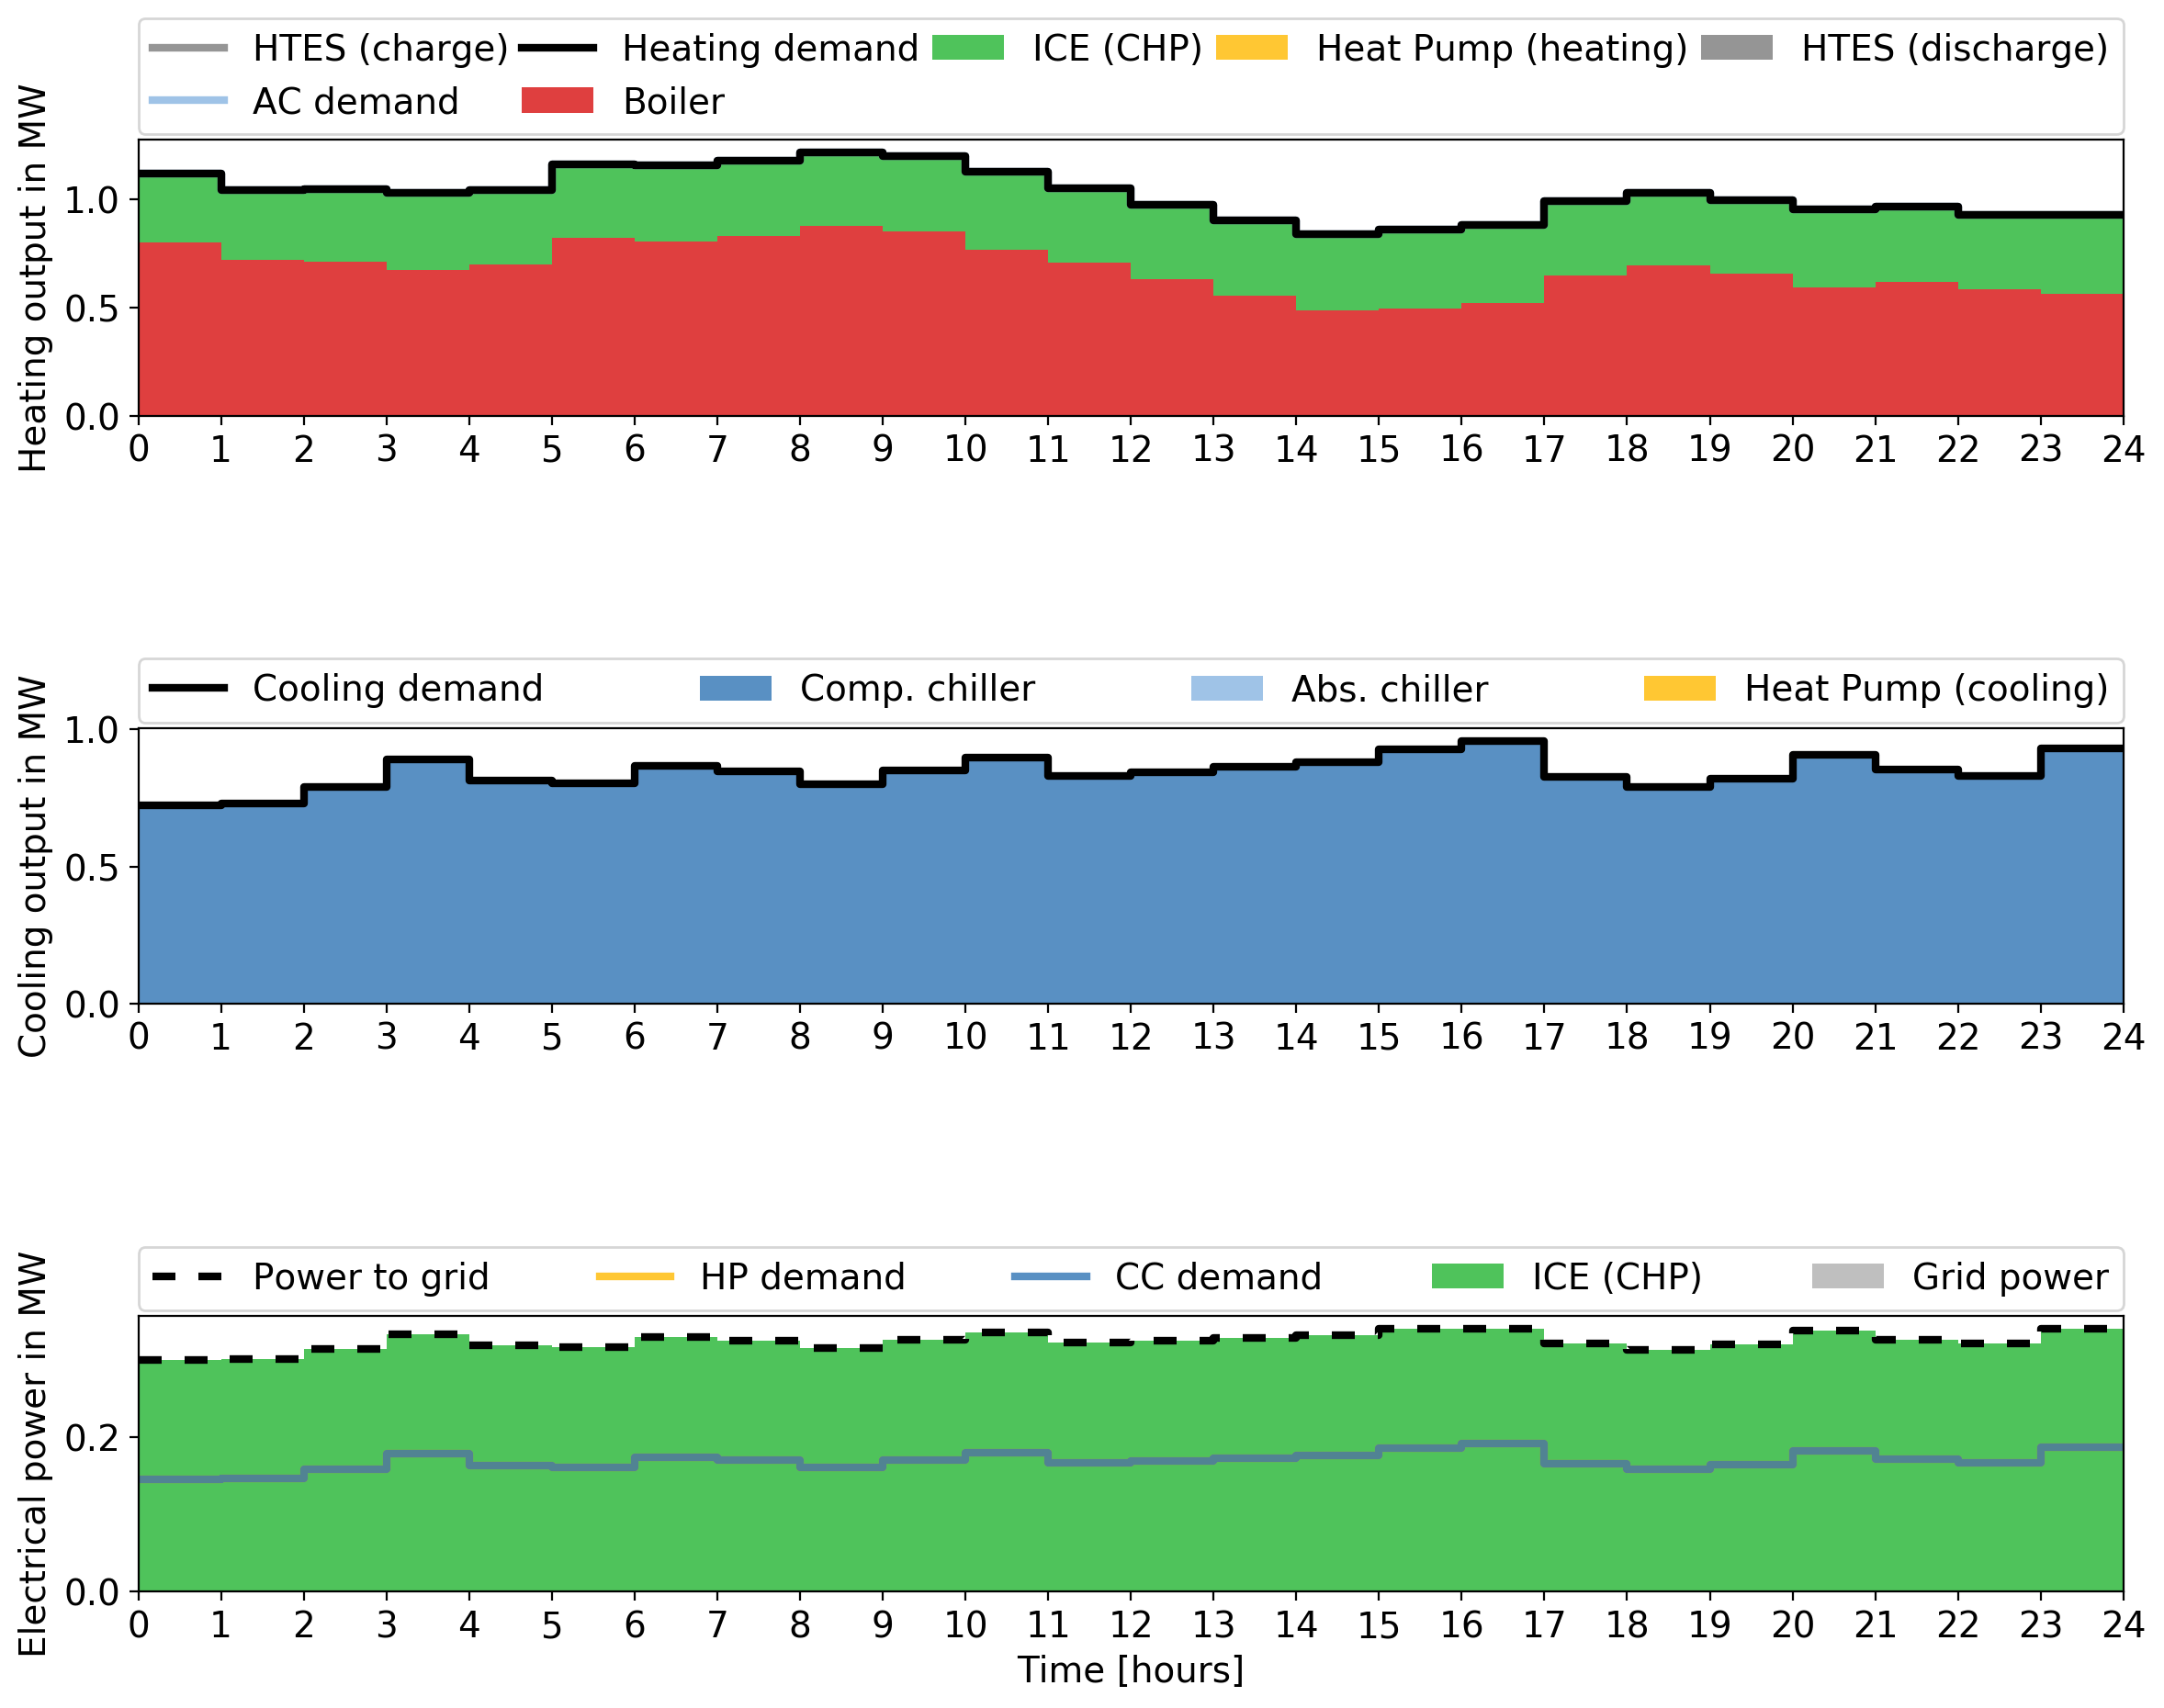 HTES (charge) Heating demand ICE (CHP) Heat Pump (heating) HTES (discharge)
AC demand Boiler
Heating output in MW
1.0
0.5
0.0
0 1 2 3 4 5 6 7 8 9 10 11 12 13 14 15 16 17 18 19 20 21 22 23 24
Cooling demand Comp. chiller Abs. chiller Heat Pump (cooling)
Cooling output in MW
1.0
0.5
0.0
0 1 2 3 4 5 6 7 8 9 10 11 12 13 14 15 16 17 18 19 20 21 22 23 24
Power to grid HP demand CC demand ICE (CHP) Grid power
Electrical power in MW
0.2
0.0
0 1 2 3 4 5 6 7 8 9 10 11 12 13 14 15 16 17 18 19 20 21 22 23 24
Time [hours]